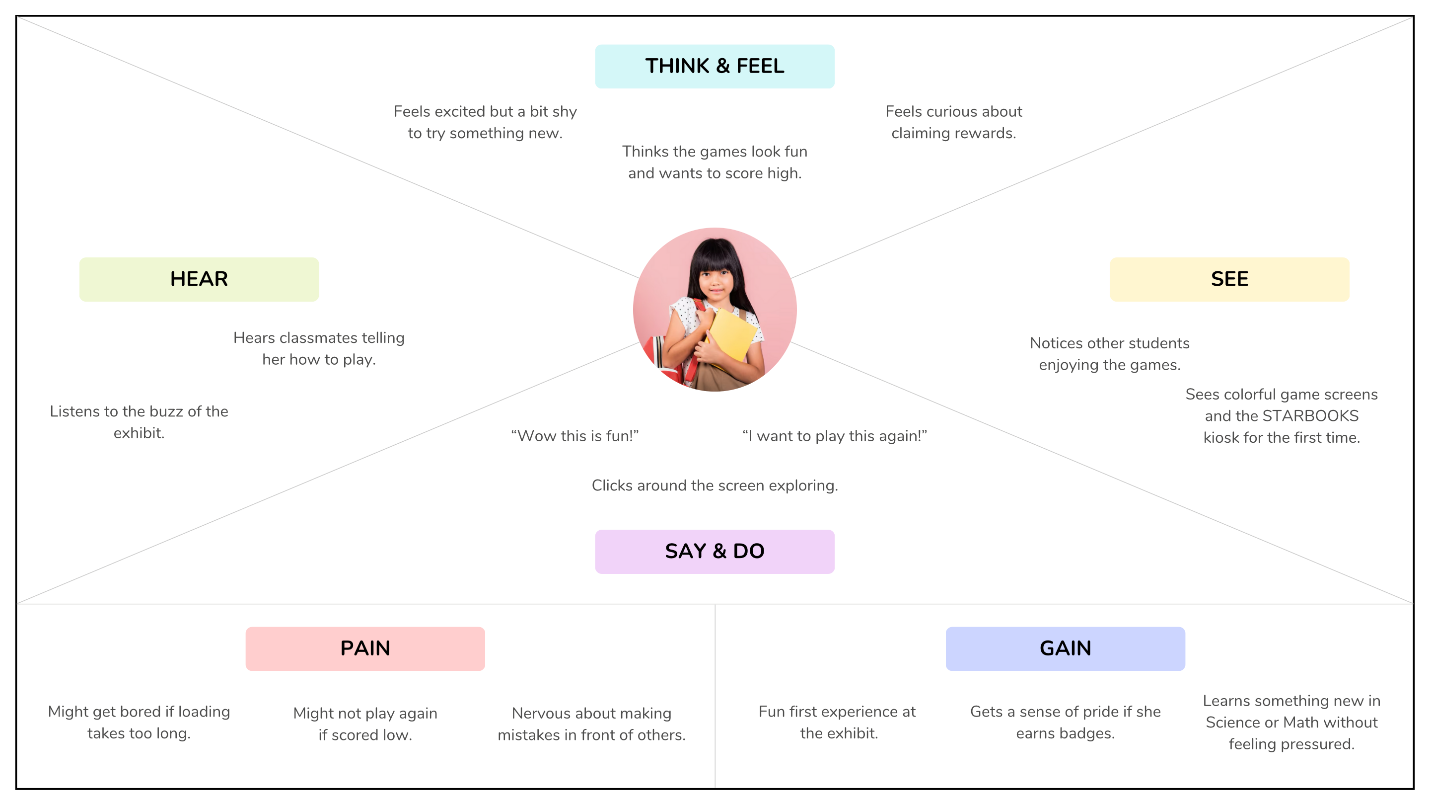 THINK & FEEL
Feels excited but a bit shy
to try something new.
Thinks the games look fun
and wants to score high.
Feels curious about
claiming rewards.
HEAR
Hears classmates telling
her how to play.
Listens to the buzz of the
exhibit.
SEE
Notices other students
enjoying the games.
Sees colorful game screens
and the STARBOOKS
kiosk for the first time.
“Wow this is fun!”
“I want to play this again!”
Clicks around the screen exploring.
SAY & DO
PAIN
Might get bored if loading
takes too long.
Might not play again
if scored low.
Nervous about making
mistakes in front of others.
GAIN
Fun first experience at
the exhibit.
Gets a sense of pride if she
earns badges.
Learns something new in
Science or Math without
feeling pressured.